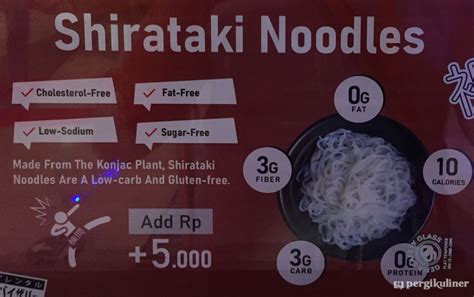 Shirataki Noodles
Cholesterol-Free
Fat-Free
Low-Sodium
Sugar-Free
Made From The Konjac Plant, Shirataki
Noodles Are A Low-carb And Gluten-free.
Add Rp
+5.000
0G
FAT
3G
FIBER
10
CALORIES
3G
CARB
0G
PROTEIN
pergikuliner